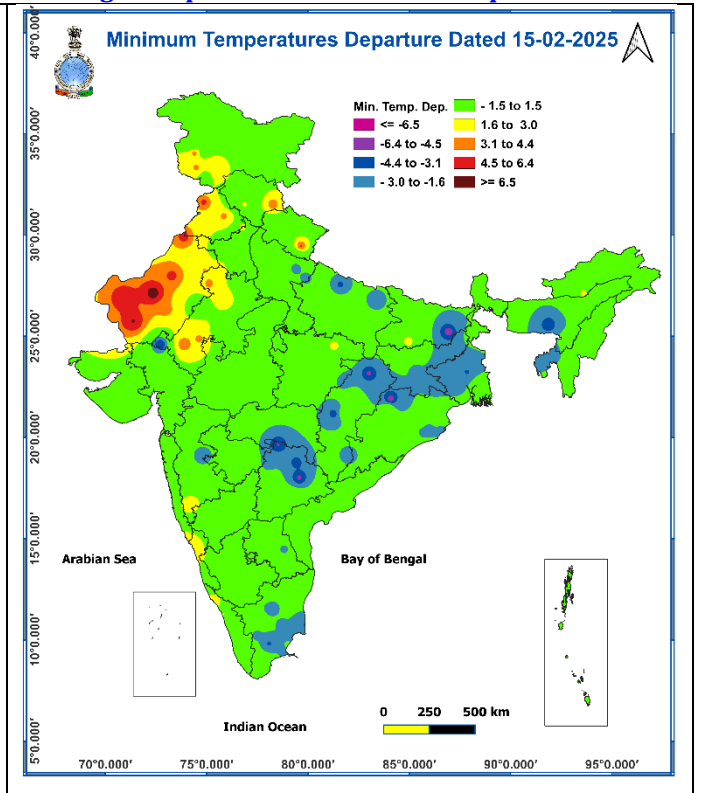 Minimum Temperatures Departure Dated 15-02-2025
Min. Temp. Dep.
<= -6.5
-6.4 to -4.5
-4.4 to -3.1
- 3.0 to -1.6
- 1.5 to 1.5
1.6 to 3.0
3.1 to 4.4
4.5 to 6.4
>= 6.5
40°0.000'
35°0.000'
30°0.000'
25°0.000'
20°0.000'
15°0.000'
10°0.000'
5°0.000'
Arabian Sea
Bay of Bengal
Indian Ocean
0 250 500 km
70°0.000' 75°0.000' 80°0.000' 85°0.000' 90°0.000' 95°0.000'